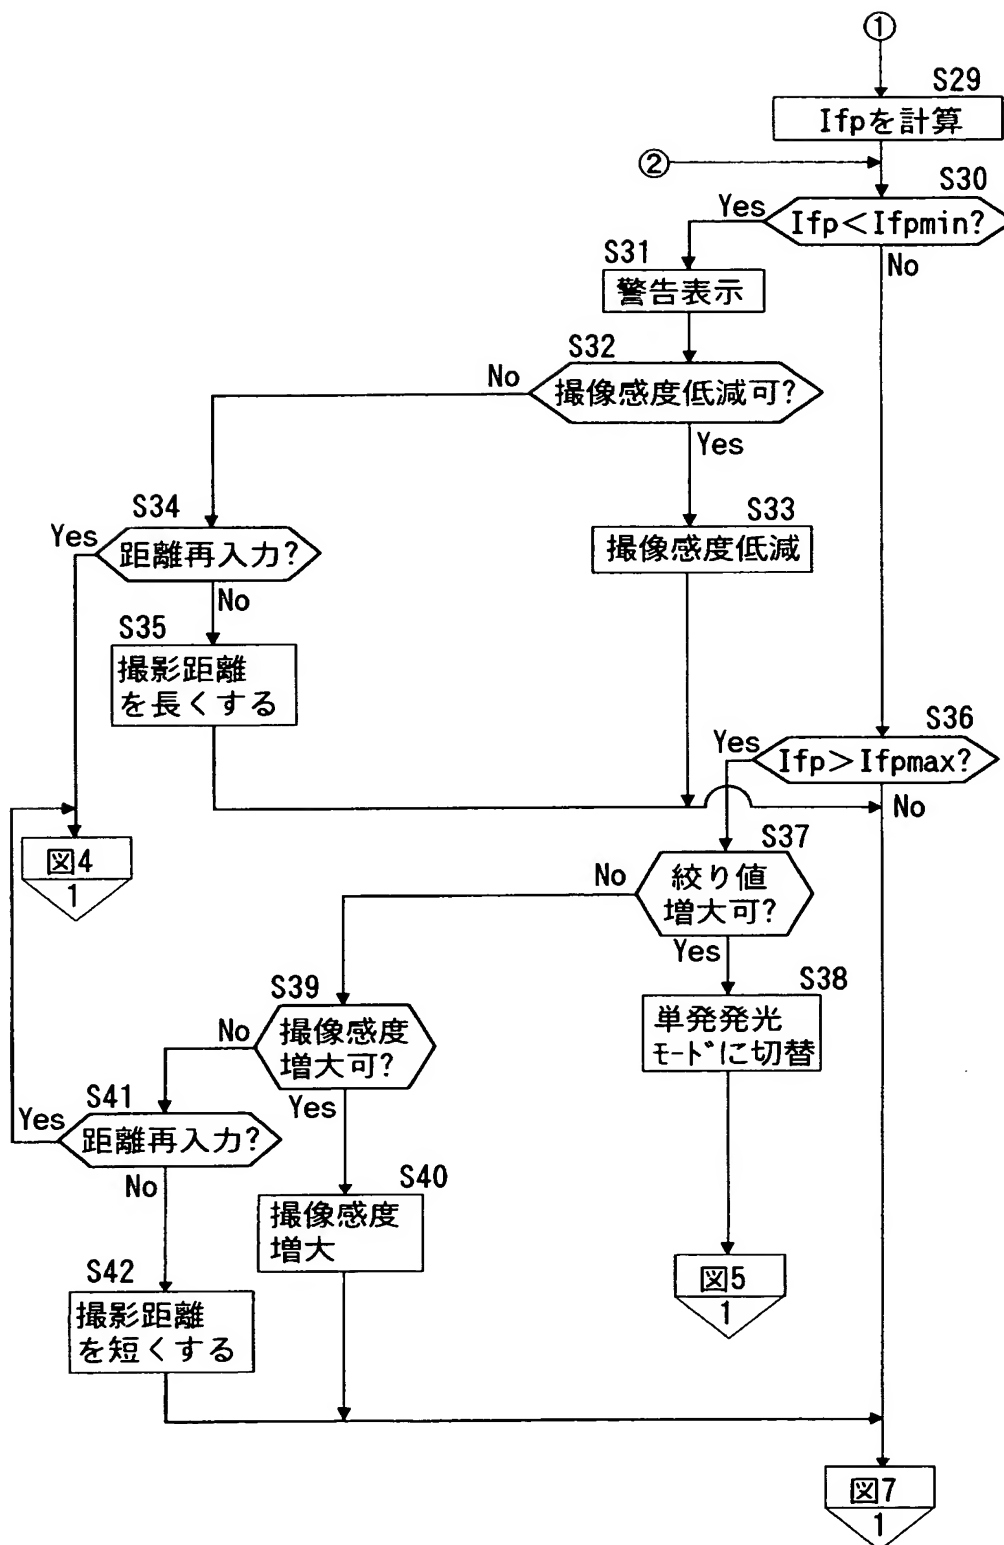 ①
S29
Ifpを計算
②
S30
Ifp<Ifpmin?
Yes
No
S31
警告表示
S32
撮像感度低減可?
No
Yes
S33
撮像感度低減
S34
距離再入力?
Yes
No
S35
撮影距離
を長くする
S36
Ifp>Ifpmax?
Yes
No
図4
1
S37
絞り値
増大可?
No
Yes
S38
単発発光
ﾓｰﾄﾞに切替
S39
撮像感度
増大可?
No
Yes
S40
撮像感度
増大
S41
距離再入力?
Yes
No
S42
撮影距離
を短くする
図5
1
図7
1